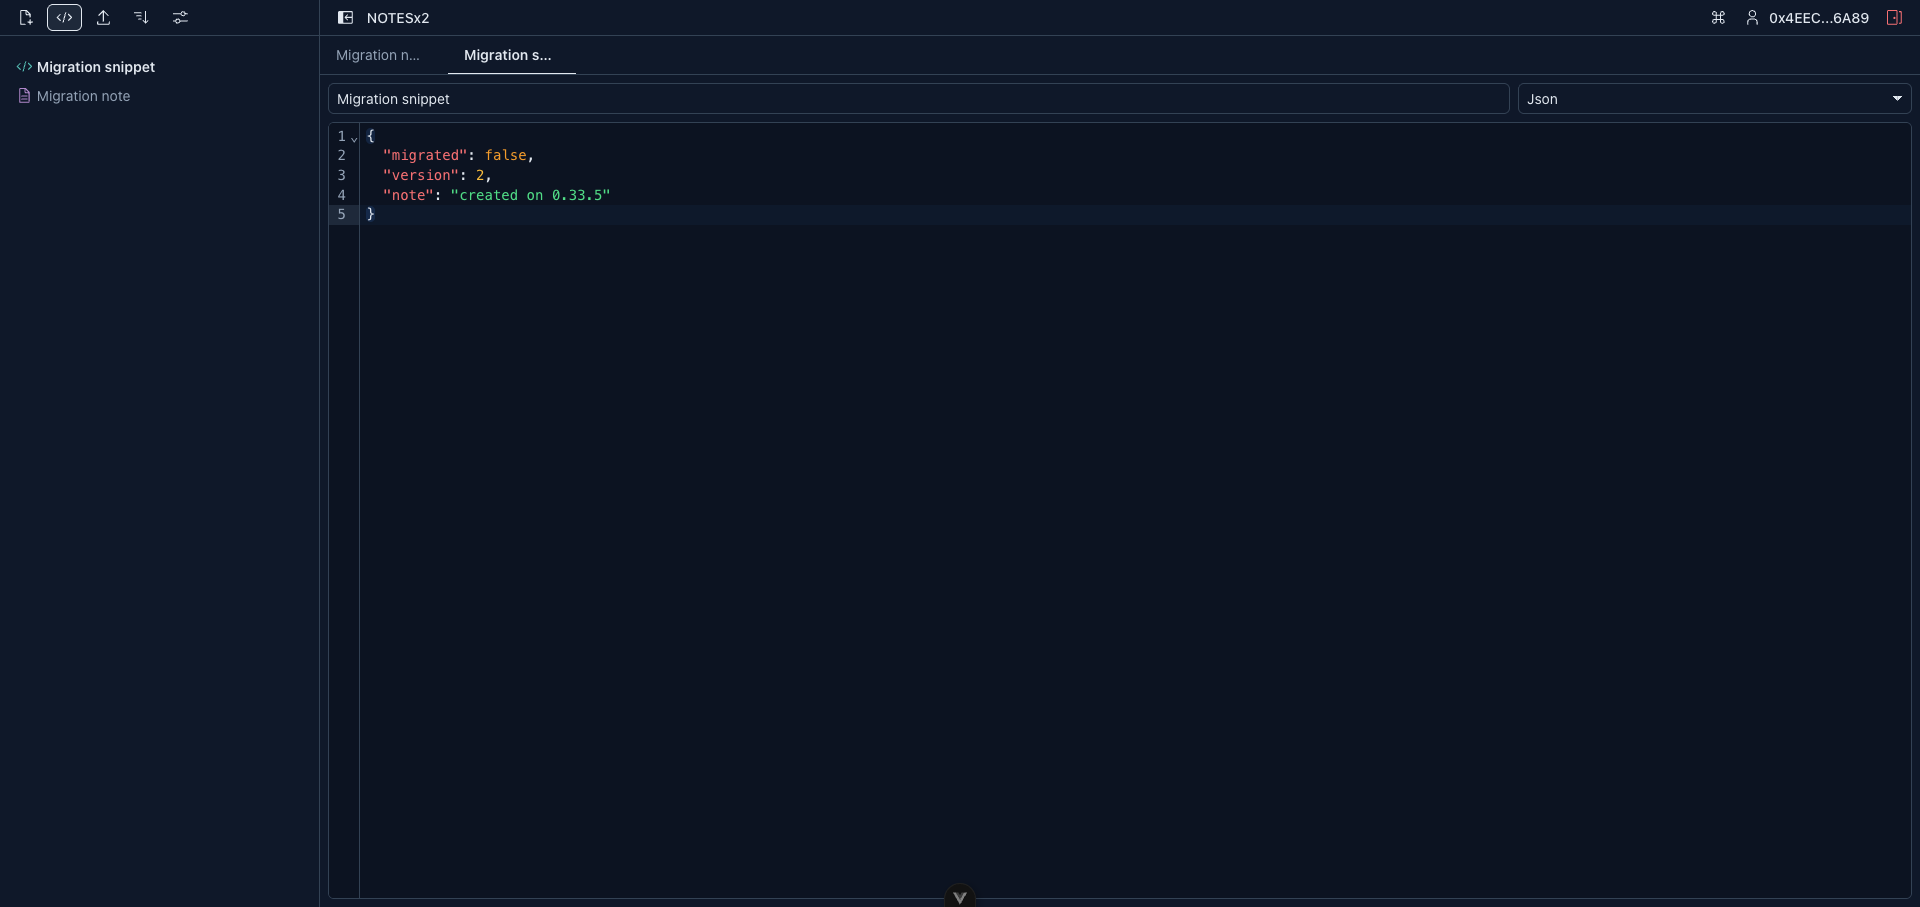 NOTESx2
0x4EEC...6A89
Migration snippet
Migration note
Migration n...
Migration s...
Migration snippet
Json
1 {
2   "migrated": false,
3   "version": 2,
4   "note": "created on 0.33.5"
5 }